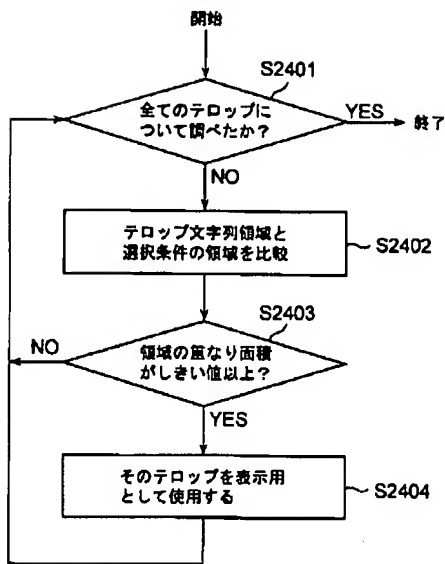 開始
S2401
全てのテロップに
ついて調べたか?
YES
終了
NO
テロップ文字列領域と
選択条件の領域を比較
S2402
S2403
NO
領域の重なり面積
がしきい値以上?
YES
そのテロップを表示用
として使用する
S2404